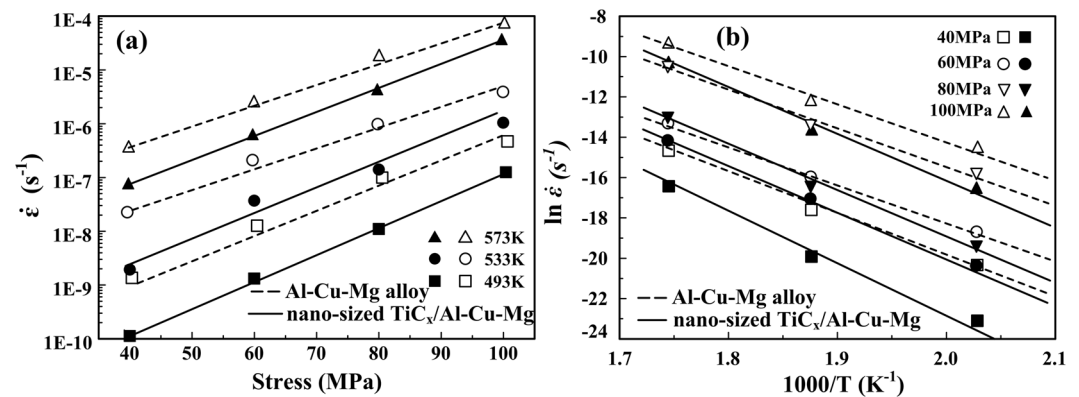 (a)
1E-4
1E-5
1E-6
1E-7
1E-8
1E-9
1E-10
ε̇ (s⁻¹)
573K
533K
493K
Al-Cu-Mg alloy
nano-sized TiCₓ/Al-Cu-Mg
40 50 60 70 80 90 100
Stress (MPa)
(b)
-8
-10
-12
-14
-16
-18
-20
-22
-24
ln ε̇ (s⁻¹)
40MPa
60MPa
80MPa
100MPa
Al-Cu-Mg alloy
nano-sized TiCₓ/Al-Cu-Mg
1.7 1.8 1.9 2.0 2.1
1000/T (K⁻¹)